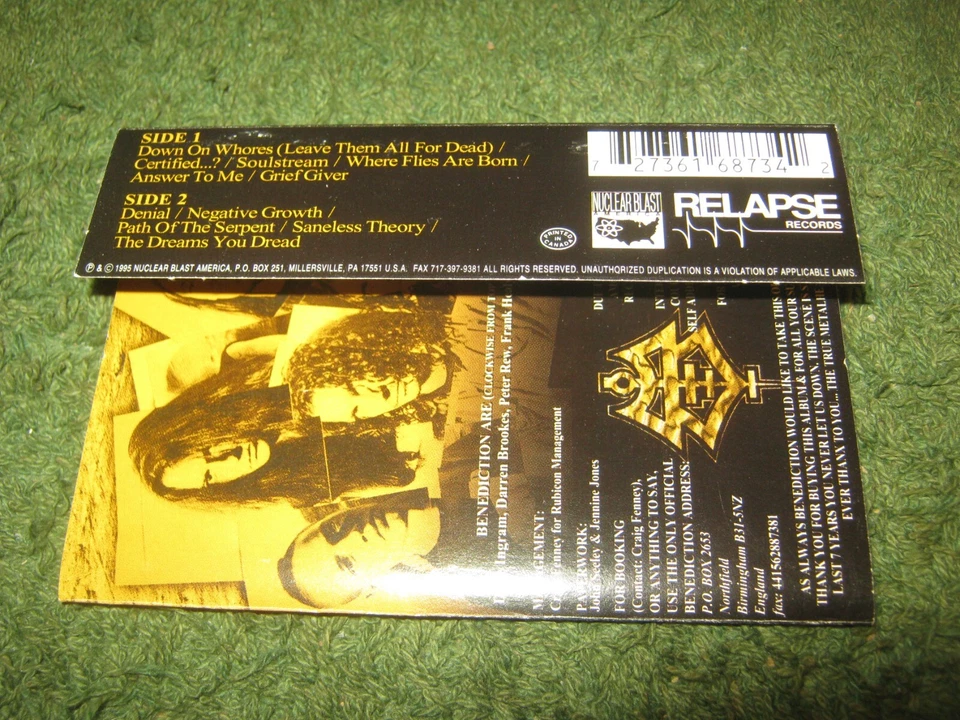 SIDE 1
Down On Whores (Leave Them All For Dead) /
Certified...? / Soulstream / Where Flies Are Born /
Answer To Me / Grief Giver
SIDE 2
Denial / Negative Growth /
Path Of The Serpent / Saneless Theory /
The Dreams You Dread
7 27361 68734 2
NUCLEAR BLAST
RELAPSE
RECORDS
PRINTED
IN
CANADA
℗ & © 1995 NUCLEAR BLAST AMERICA, P.O. BOX 251, MILLERSVILLE, PA 17551 U.S.A. FAX 717-397-9381 ALL RIGHTS RESERVED. UNAUTHORIZED DUPLICATION IS A VIOLATION OF APPLICABLE LAWS.
BENEDICTION ARE (CLOCKWISE FROM
Ingram, Darren Brookes, Peter Rew, Frank
for Rubicon Management
PAPERWORK:
John Seeley & Jennine Jones
FOR BOOKING
(Contact: Craig Fenney),
OR ANYTHING TO SAY,
USE THE ONLY OFFICIAL
BENEDICTION ADDRESS:
P.O. BOX 2653
Northfield
Birmingham B31-5NZ
England
fax: +441562887381
AS ALWAYS BENEDICTION WOULD LIKE TO TAKE THIS
THANK YOU FOR BUYING THIS ALBUM & FOR ALL YOUR
LAST 7 YEARS YOU NEVER LET US DOWN, THE SCENE IS
EVER THANX TO YOU... THE TRUE METAL